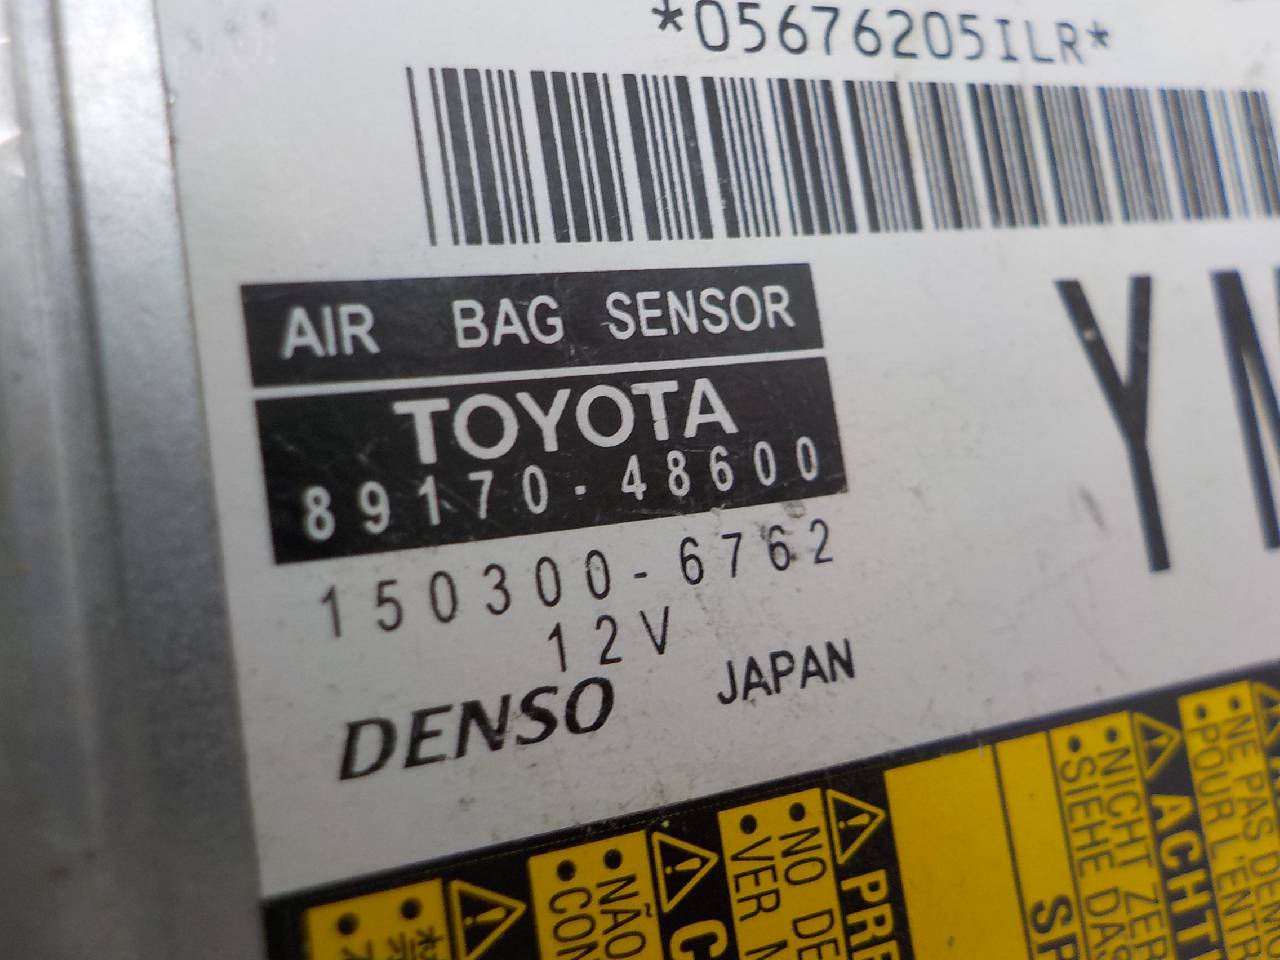 *05676205ILR*
AIR BAG SENSOR
TOYOTA
89170-48600
150300-6762
12V
DENSO JAPAN
Y
NÃO
CON
NO DE
VER
PRE
SP
NICHT ZER
SIEHE DAS
ACHT
NE PAS DEMO
POUR L'ENTR